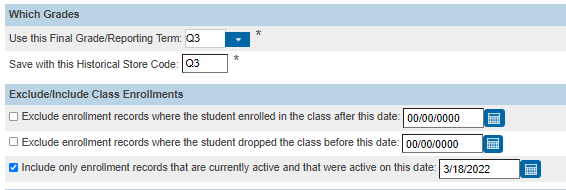 Which Grades
Use this Final Grade/Reporting Term: Q3 *
Save with this Historical Store Code: Q3 *
Exclude/Include Class Enrollments
Exclude enrollment records where the student enrolled in the class after this date: 00/00/0000
Exclude enrollment records where the student dropped the class before this date: 00/00/0000
Include only enrollment records that are currently active and that were active on this date: 3/18/2022